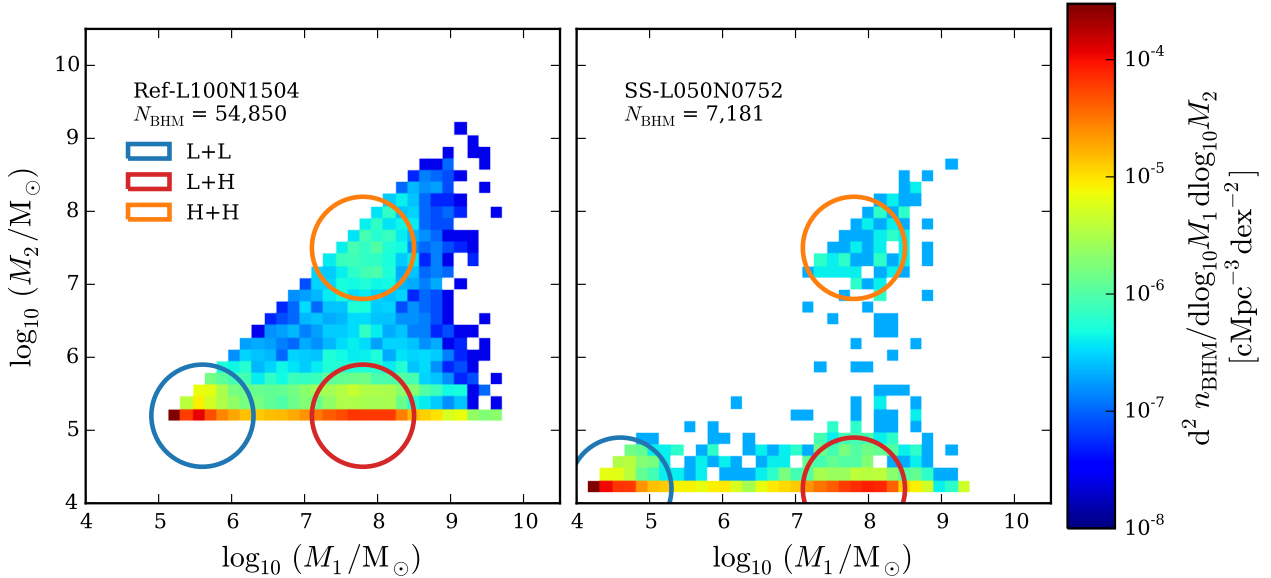 Ref-L100N1504
N_BHM = 54,850
L+L
L+H
H+H
SS-L050N0752
N_BHM = 7,181
log₁₀ (M₂/M⊙)
10
9
8
7
6
5
4
4 5 6 7 8 9 10
4 5 6 7 8 9 10
log₁₀ (M₁/M⊙)
log₁₀ (M₁/M⊙)
10⁻⁴
10⁻⁵
10⁻⁶
10⁻⁷
10⁻⁸
d² n_BHM/dlog₁₀M₁ dlog₁₀M₂
[cMpc⁻³ dex⁻²]